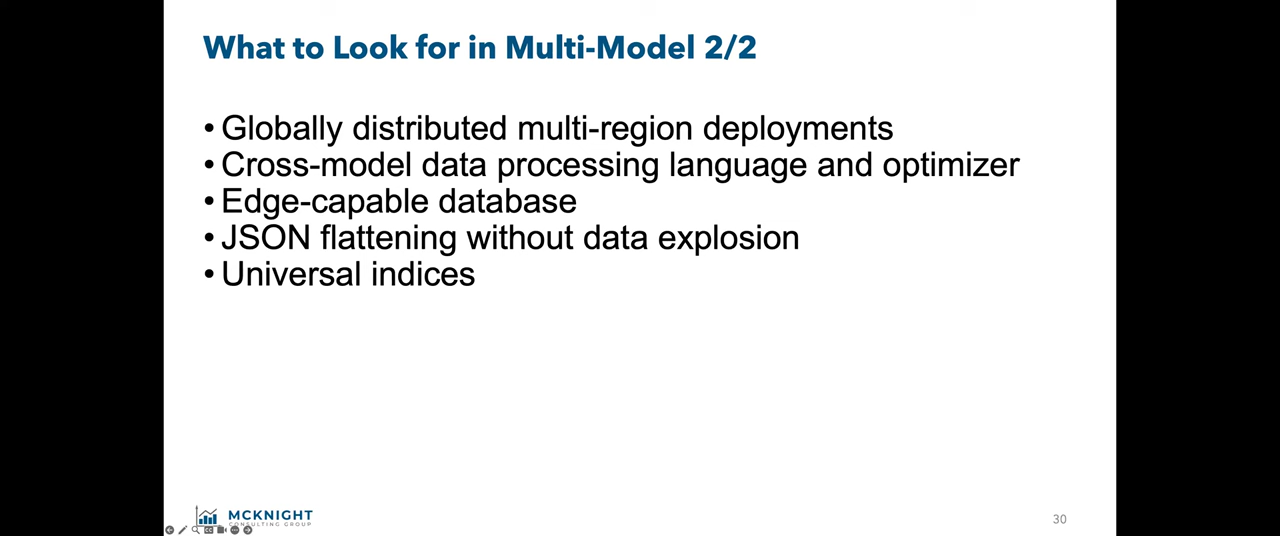 What to Look for in Multi-Model 2/2
• Globally distributed multi-region deployments
• Cross-model data processing language and optimizer
• Edge-capable database
• JSON flattening without data explosion
• Universal indices
MCKNIGHT
CONSULTING GROUP
30